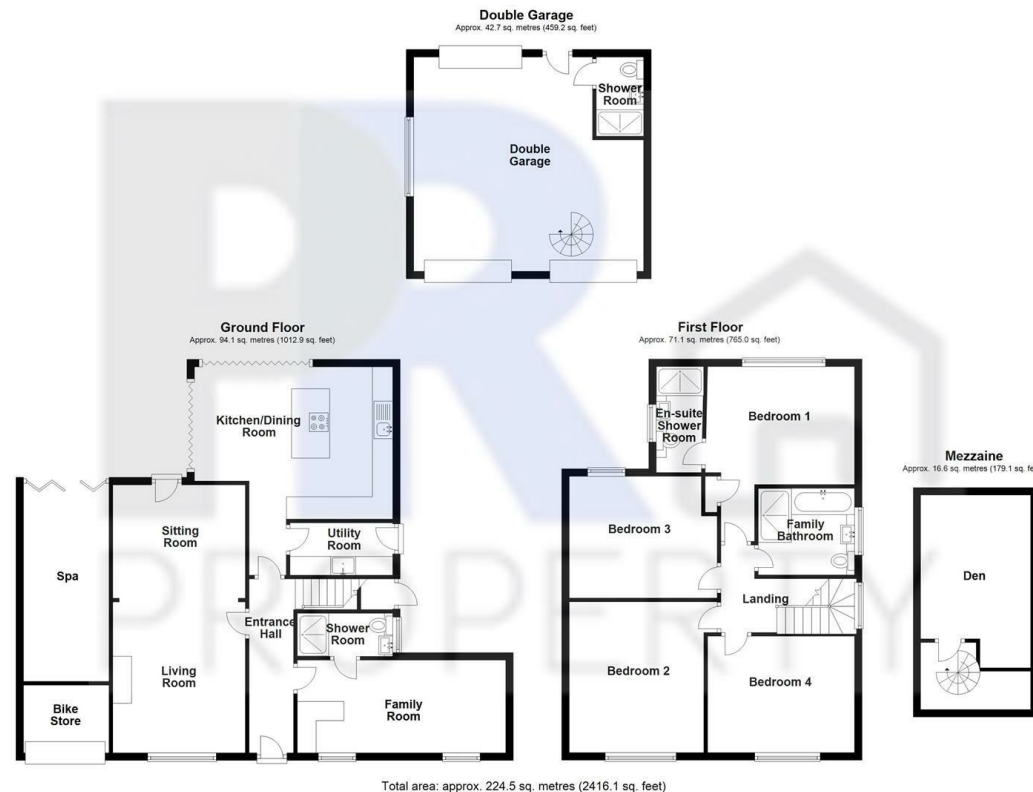 Double Garage
Approx. 42.7 sq. metres (459.2 sq. feet)
Shower
Room
Double
Garage
Ground Floor
Approx. 94.1 sq. metres (1012.9 sq. feet)
Kitchen/Dining
Room
Sitting
Room
Utility
Room
Spa
Entrance
Hall
Shower
Room
Living
Room
Family
Room
Bike
Store
First Floor
Approx. 71.1 sq. metres (765.0 sq. feet)
En-suite
Shower
Room
Bedroom 1
Bedroom 3
Family
Bathroom
Landing
Bedroom 2
Bedroom 4
Mezzaine
Approx. 16.6 sq. metres (179.1 sq. fe
Den
Total area: approx. 224.5 sq. metres (2416.1 sq. feet)
PR
PROPERTY